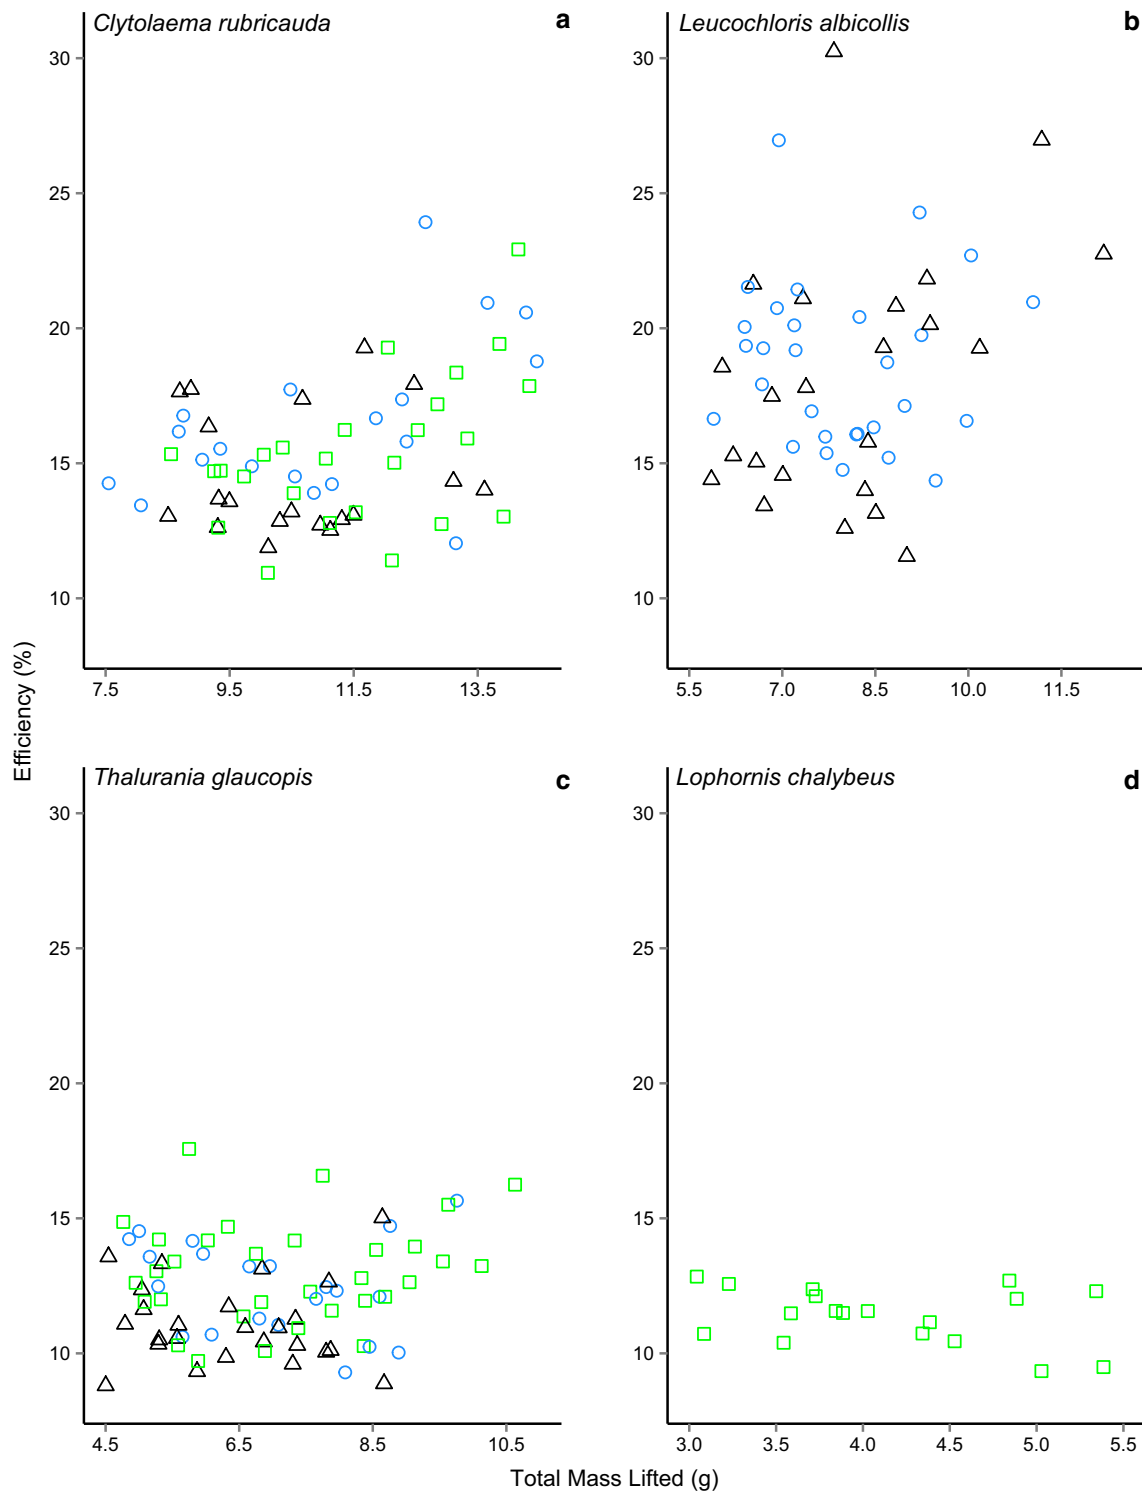 Clytolaema rubricauda
a
Leucochloris albicollis
b
30
25
20
15
10
7.5 9.5 11.5 13.5
30
25
20
15
10
5.5 7.0 8.5 10.0 11.5
Efficiency (%)
Thalurania glaucopis
c
Lophornis chalybeus
d
30
25
20
15
10
4.5 6.5 8.5 10.5
30
25
20
15
10
3.0 3.5 4.0 4.5 5.0 5.5
Total Mass Lifted (g)